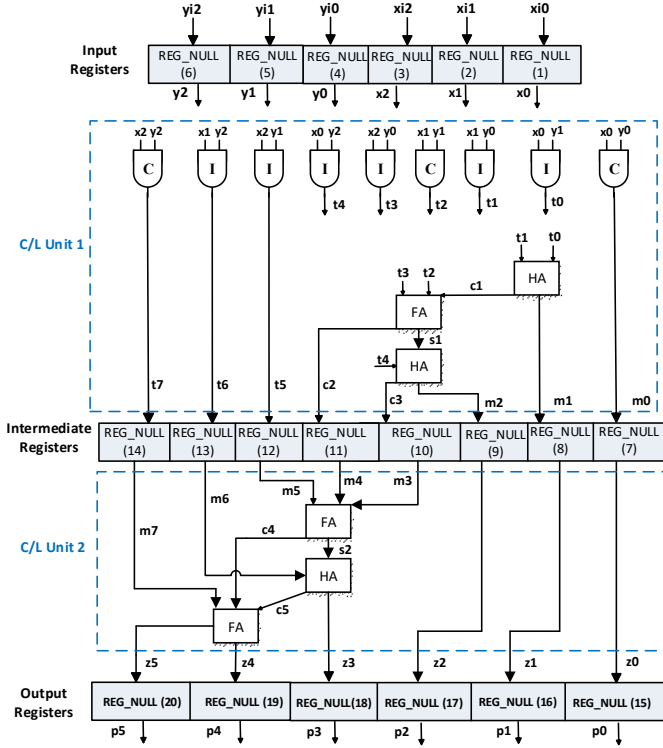 yi2 yi1 yi0 xi2 xi1 xi0
Input Registers
REG_NULL (6) REG_NULL (5) REG_NULL (4) REG_NULL (3) REG_NULL (2) REG_NULL (1)
y2 y1 y0 x2 x1 x0
x2 y2 x1 y2 x2 y1 x0 y2 x2 y0 x1 y1 x1 y0 x0 y1 x0 y0
C I I I I C I I C
t4 t3 t2 t1 t0
C/L Unit 1
t1 t0
HA
t3 t2 c1
FA
s1
t4 HA
t7 t6 t5 c2 c3 m2 m1 m0
Intermediate Registers
REG_NULL (14) REG_NULL (13) REG_NULL (12) REG_NULL (11) REG_NULL (10) REG_NULL (9) REG_NULL (8) REG_NULL (7)
m7 m6 m5 m4 m3
FA
C/L Unit 2
c4 s2
HA
c5
FA
z5 z4 z3 z2 z1 z0
Output Registers
REG_NULL (20) REG_NULL (19) REG_NULL(18) REG_NULL (17) REG_NULL (16) REG_NULL (15)
p5 p4 p3 p2 p1 p0